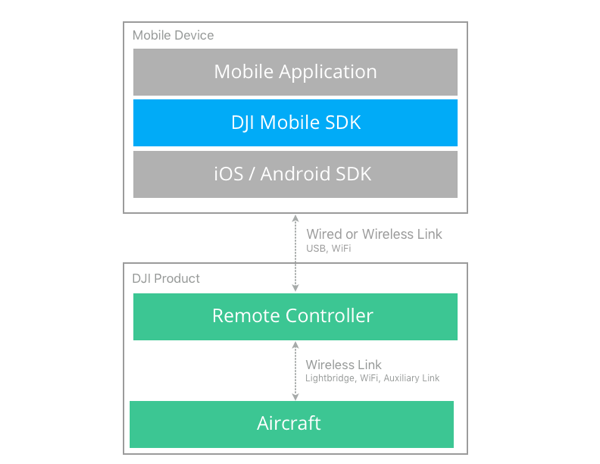 Mobile Device
Mobile Application
DJI Mobile SDK
iOS / Android SDK
Wired or Wireless Link
USB, WiFi
DJI Product
Remote Controller
Wireless Link
Lightbridge, WiFi, Auxiliary Link
Aircraft